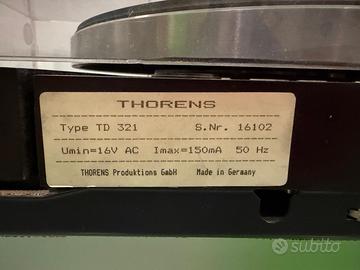 THORENS
Type TD 321 S.Nr. 16102
Umin=16V AC Imax=150mA 50 Hz
THORENS Produktions GmbH Made in Germany
subito